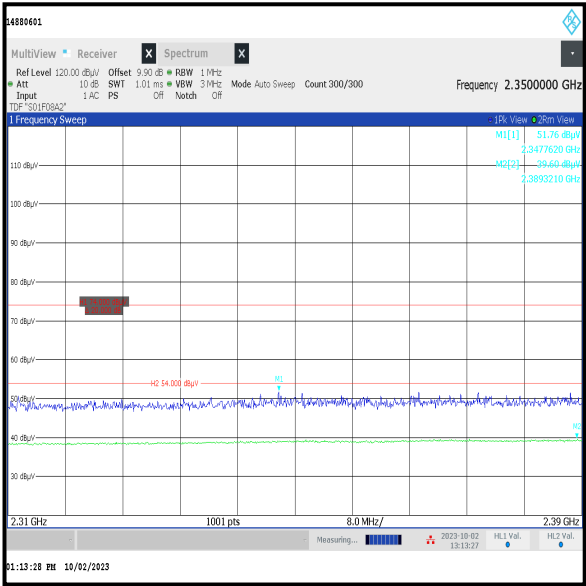 14880601
MultiView Receiver X Spectrum X
Ref Level 120.00 dBµV Offset 9.90 dB RBW 1 MHz
Att 10 dB SWT 1.01 ms VBW 3 MHz Mode Auto Sweep Count 300/300 Frequency 2.3500000 GHz
Input 1 AC PS Off Notch Off
TDF "S01F08A2"
1 Frequency Sweep 1Pk View 2Rm View
M1[1] 51.76 dBµV
2.3477620 GHz
M2[2] 39.60 dBµV
2.3893210 GHz
110 dBµV
100 dBµV
90 dBµV
80 dBµV
70 dBµV
60 dBµV
H2 54.000 dBµV M1
50 dBµV
40 dBµV
30 dBµV
2.31 GHz 1001 pts 8.0 MHz/ 2.39 GHz
Measuring... 2023-10-02 HL1 Val. HL2 Val.
13:13:27
01:13:28 PM 10/02/2023